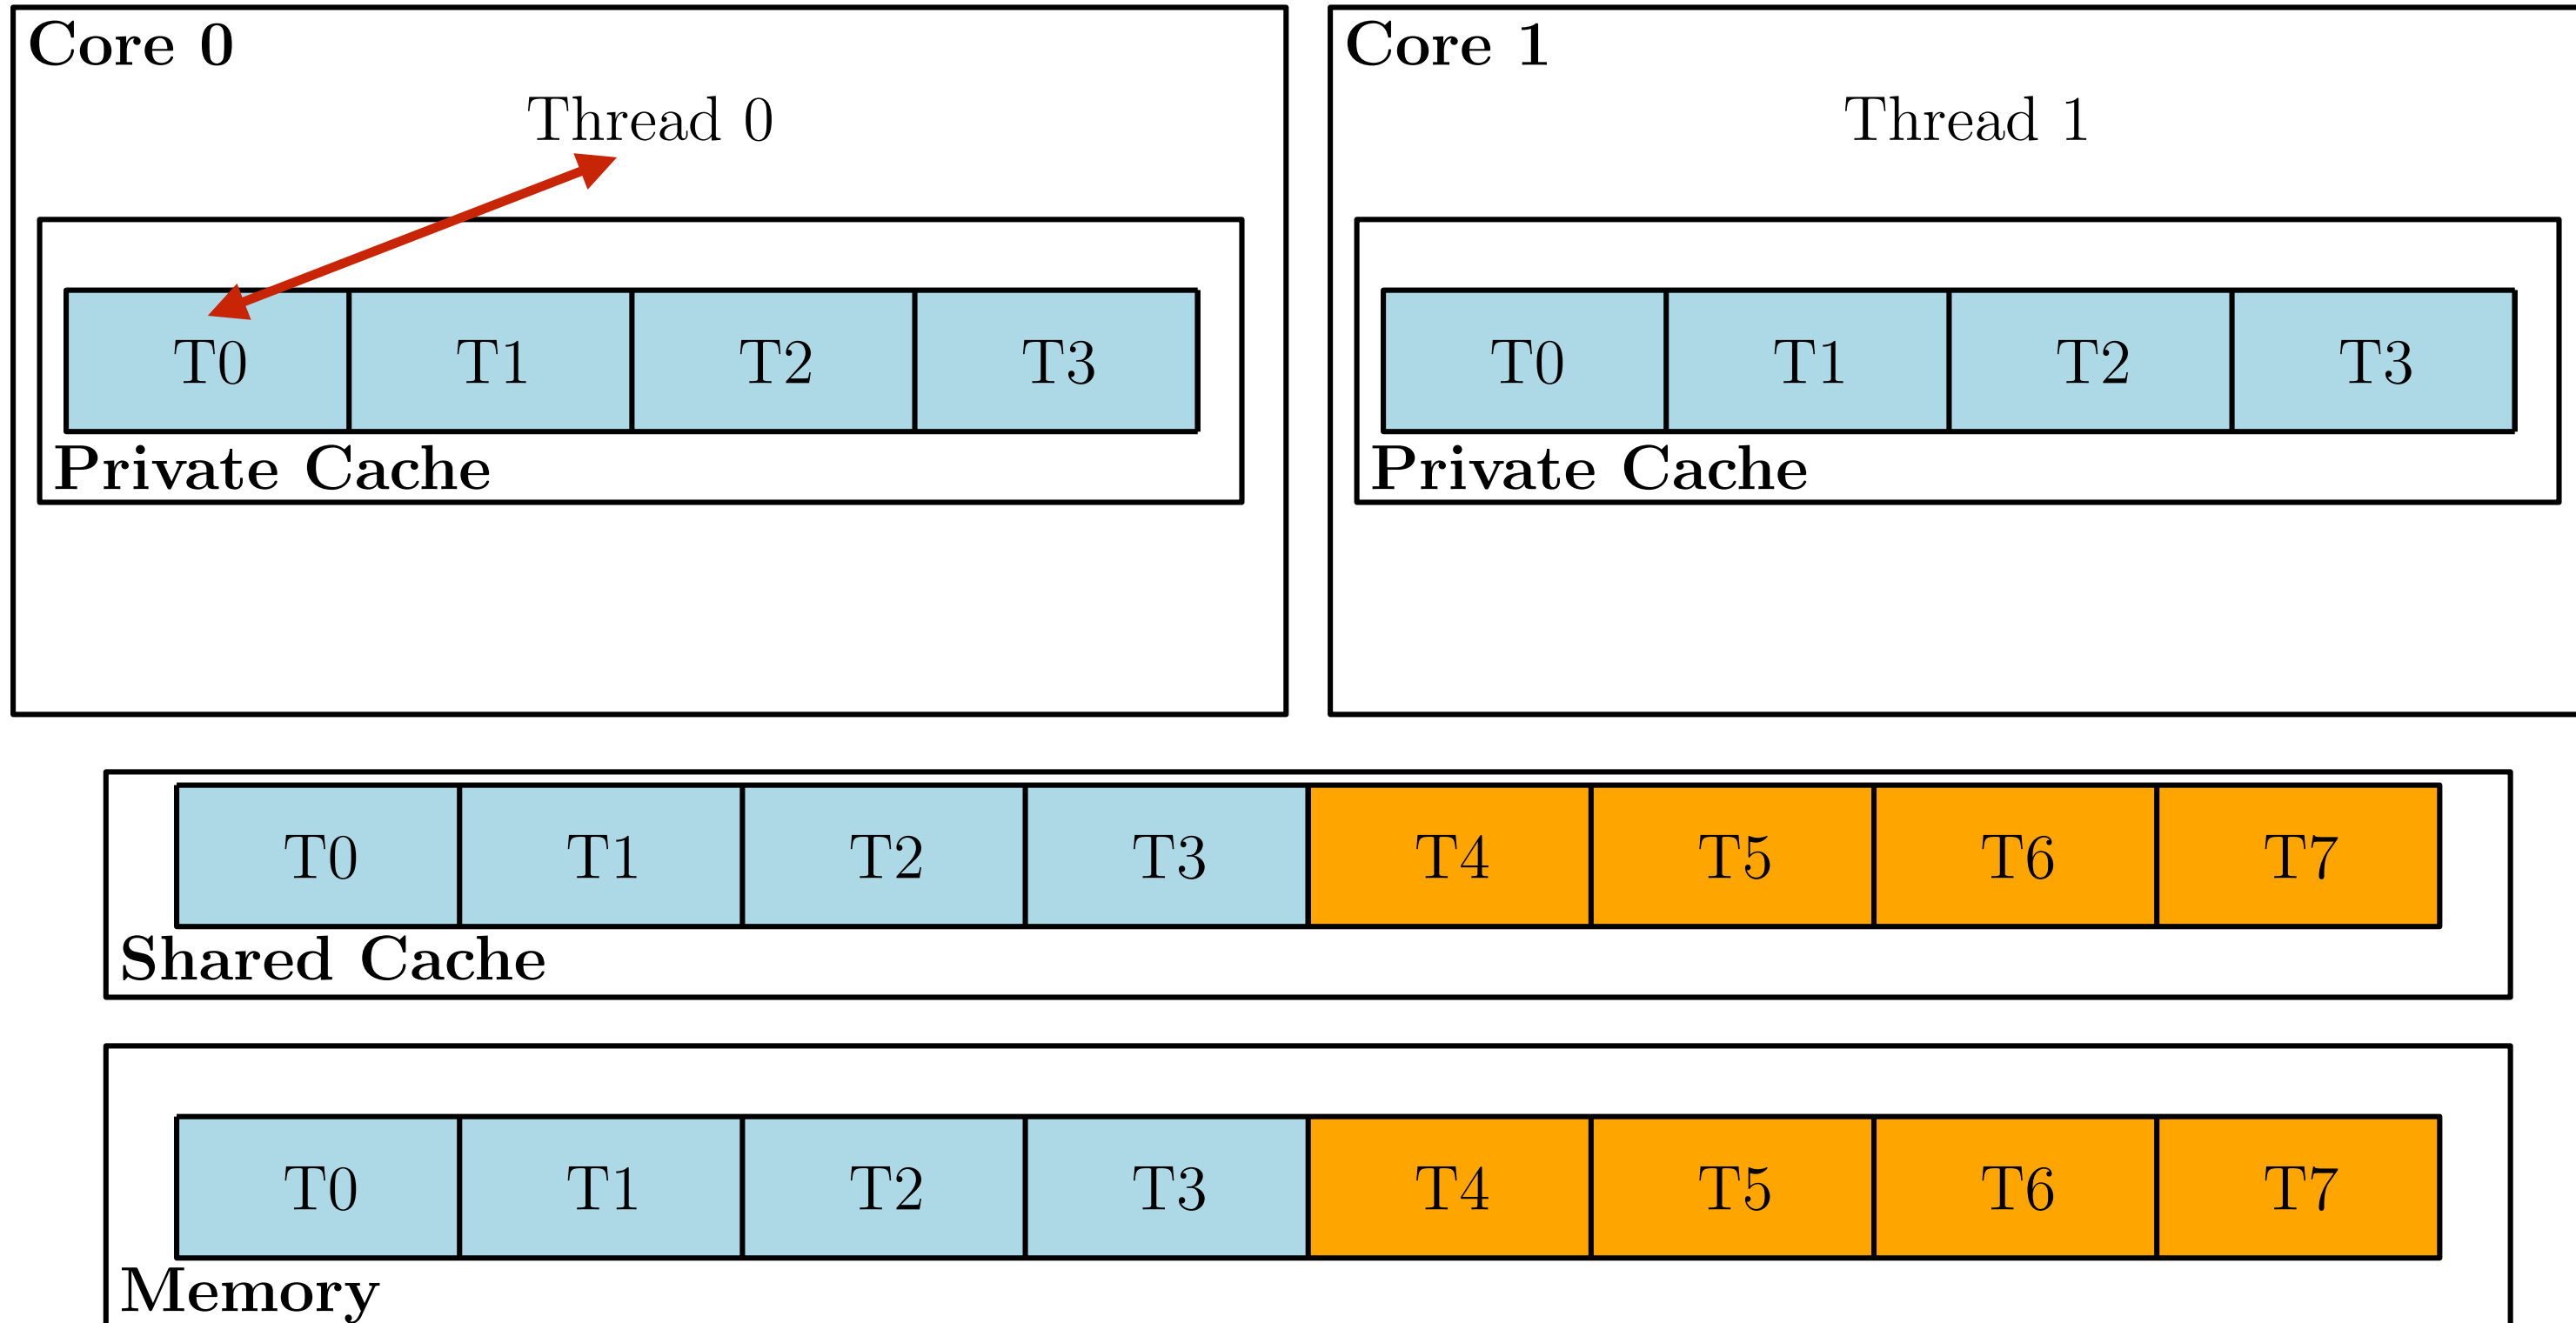 Core 0
Thread 0
T0 T1 T2 T3
Private Cache
Core 1
Thread 1
T0 T1 T2 T3
Private Cache
T0 T1 T2 T3 T4 T5 T6 T7
Shared Cache
T0 T1 T2 T3 T4 T5 T6 T7
Memory